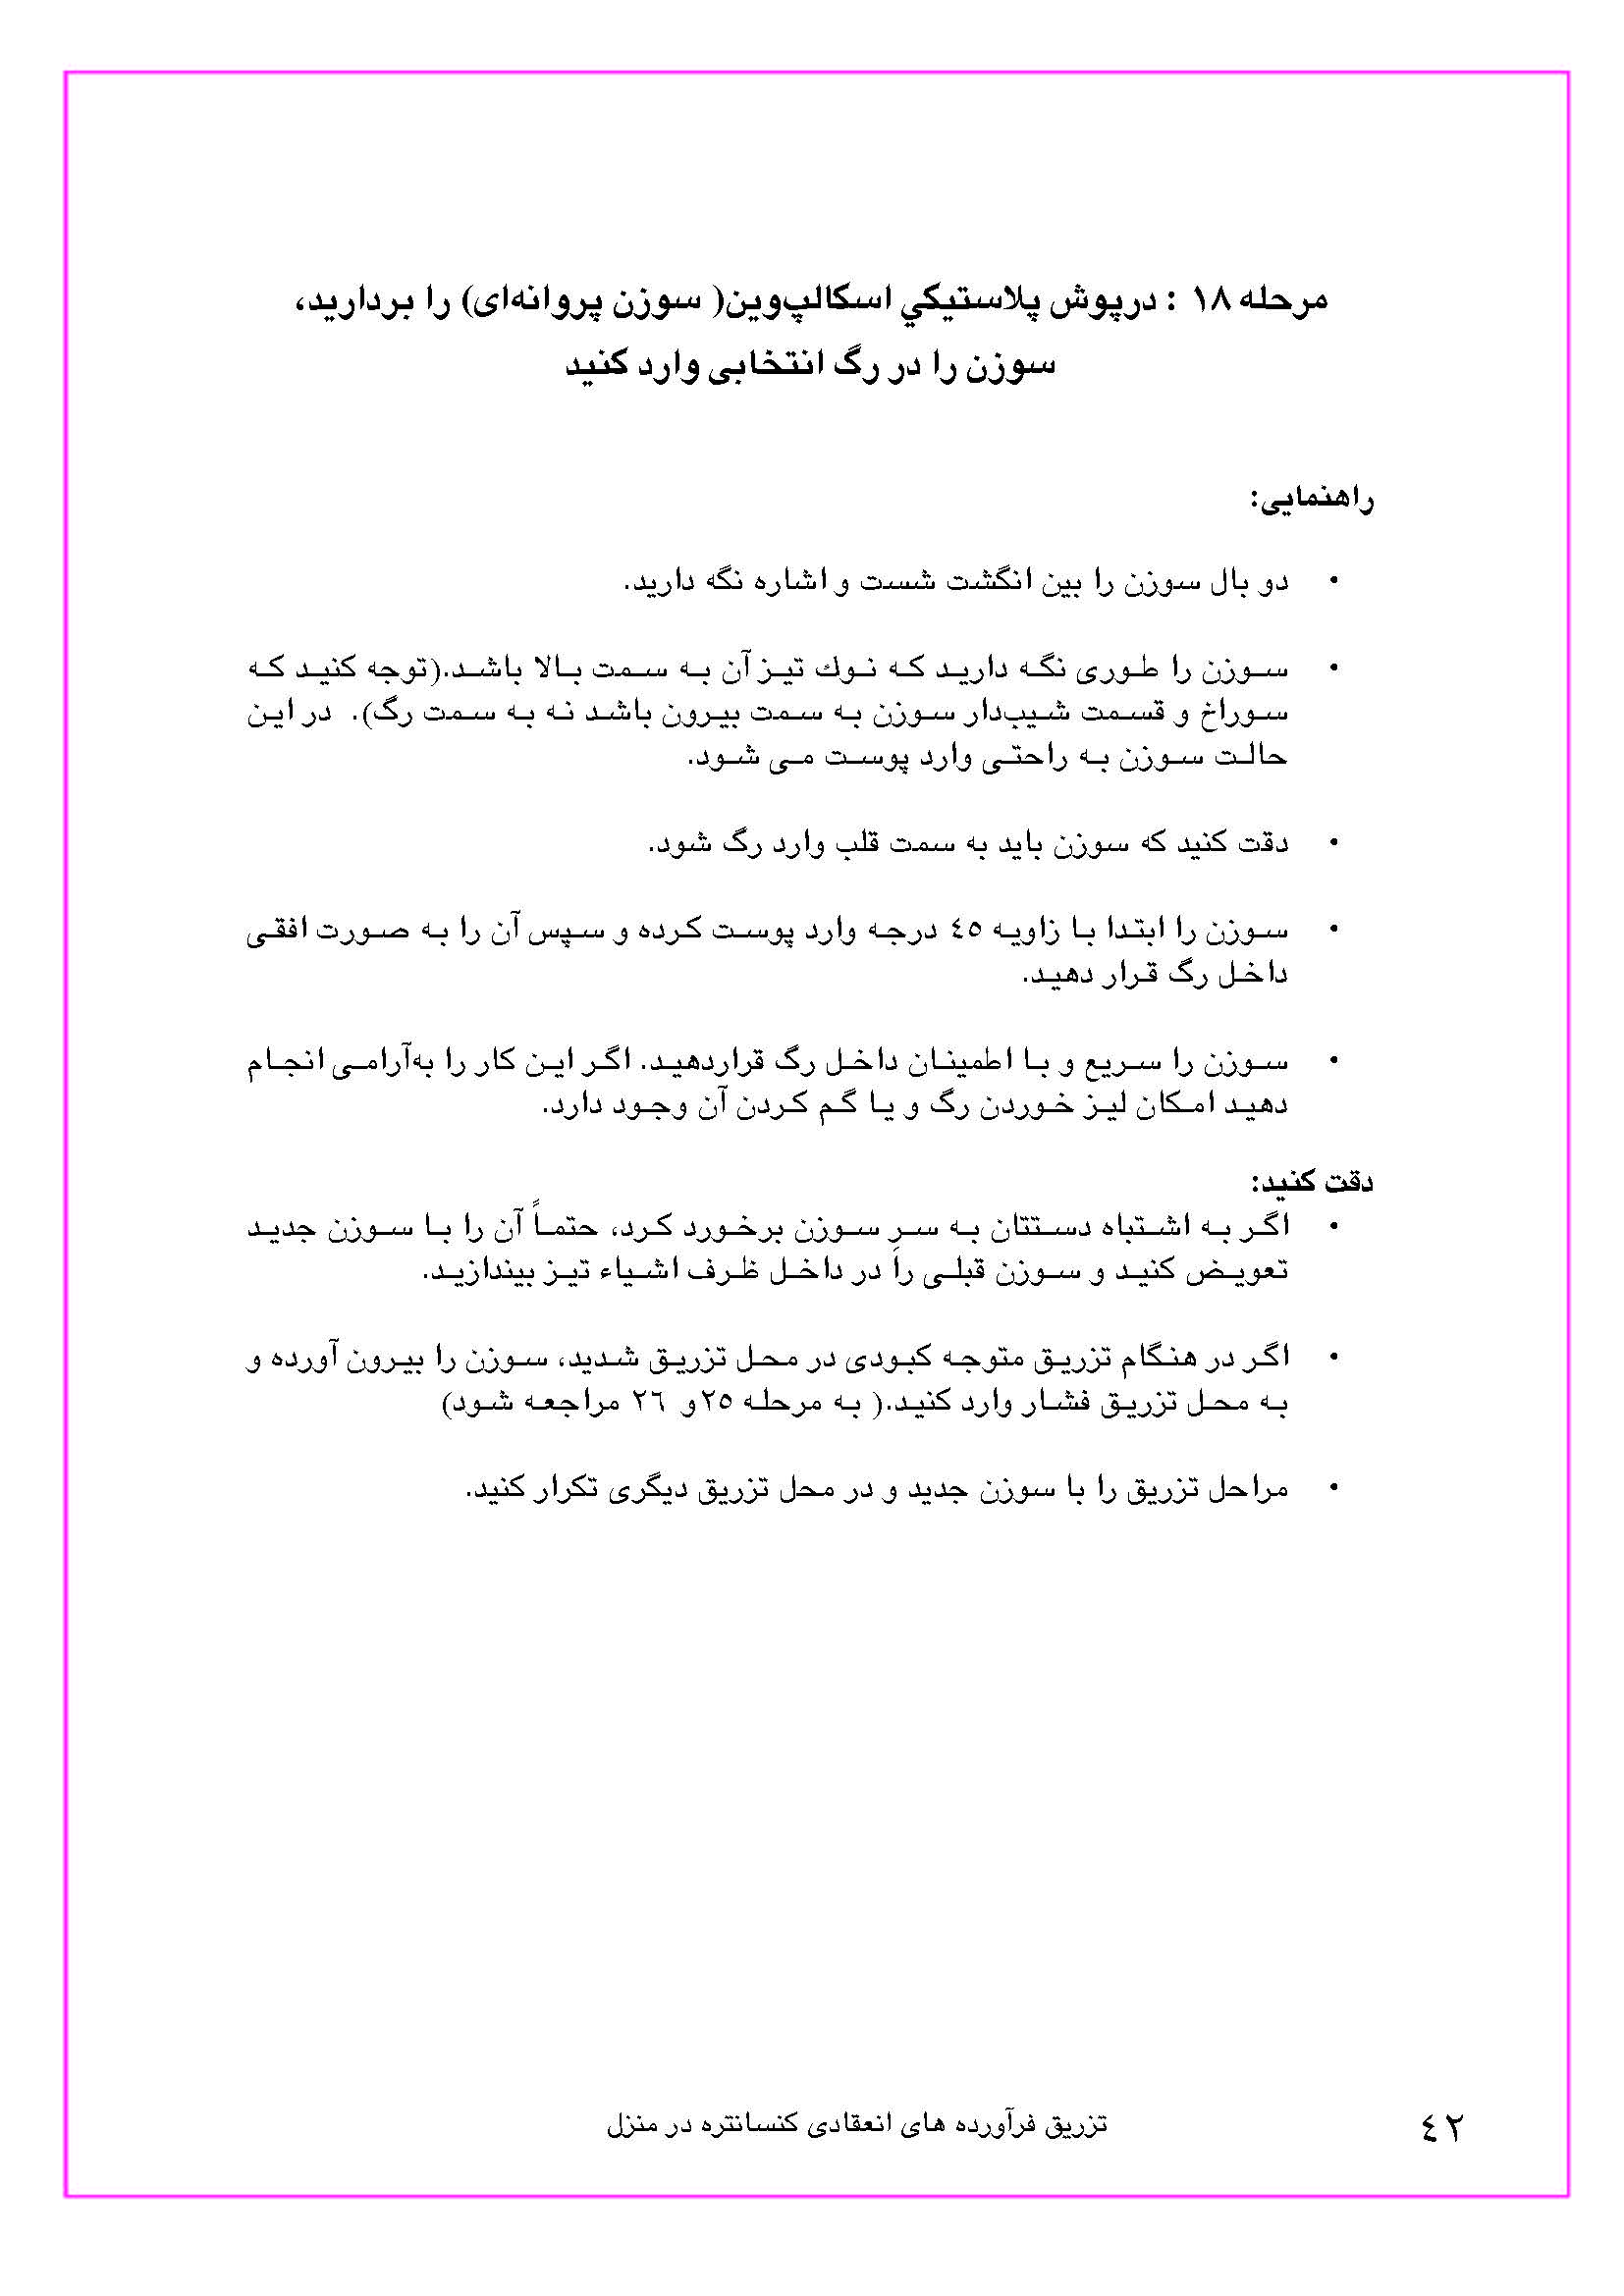 مرحله ١٨ : درپوش پلاستيكي اسكالپ‌وين( سوزن پروانه‌ای) را بردارید،
سوزن را در رگ انتخابی وارد کنید
راهنمایی:
• دو بال سوزن را بین انگشت شست و اشاره نگه دارید.
• سوزن را طوری نگه دارید که نوك تیز آن به سمت بالا باشد.(توجه کنید که
سوراخ و قسمت شیب‌دار سوزن به سمت بیرون باشد نه به سمت رگ). در این
حالت سوزن به راحتی وارد پوست می شود.
• دقت کنید که سوزن باید به سمت قلب وارد رگ شود.
• سوزن را ابتدا با زاویه ٤٥ درجه وارد پوست کرده و سپس آن را به صورت افقی
داخل رگ قرار دهید.
• سوزن را سریع و با اطمینان داخل رگ قراردهید. اگر این کار را به‌آرامی انجام
دهید امکان لیز خوردن رگ و یا گم کردن آن وجود دارد.
دقت کنید:
• اگر به اشتباه دستتان به سرِ سوزن برخورد کرد، حتماً آن را با سوزن جدید
تعویض کنید و سوزن قبلی را در داخل ظرف اشیاء تیز بیندازید.
• اگر در هنگام تزریق متوجه کبودی در محل تزریق شدید، سوزن را بیرون آورده و
به محل تزریق فشار وارد کنید.( به مرحله ٢٥و ٢٦ مراجعه شود)
• مراحل تزریق را با سوزن جدید و در محل تزریق دیگری تکرار کنید.
تزریق فرآورده های انعقادی کنسانتره در منزل
٤٢